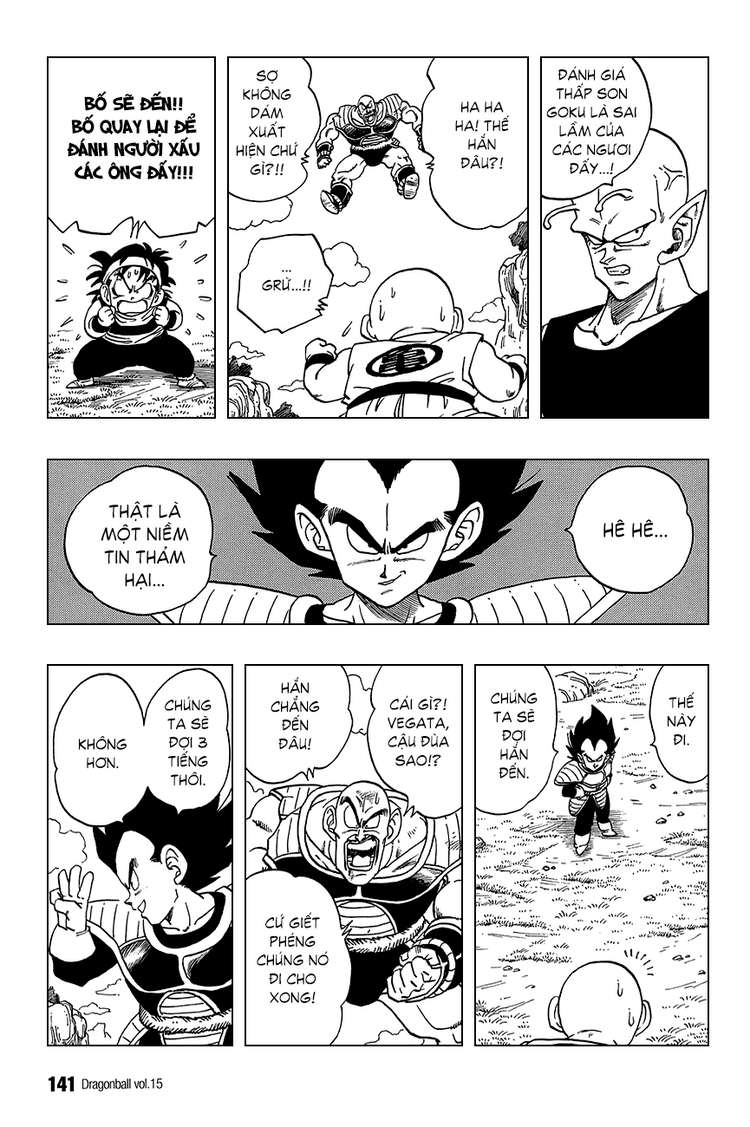 ĐÁNH GIÁ
THẤP SON
GOKU LÀ SAI
LẦM CỦA
CÁC NGƯƠI
ĐẤY...!
HA HA
HA! THẾ
HẮN
ĐÂU?!
SỢ
KHÔNG
DÁM
XUẤT
HIỆN CHỨ
GÌ?!!
...
GRỪ...!!
BỐ SẼ ĐẾN!!
BỐ QUAY LẠI ĐỂ
ĐÁNH NGƯỜI XẤU
CÁC ÔNG ĐẤY!!!
HÊ HÊ...
THẬT LÀ
MỘT NIỀM
TIN THẢM
HẠI...
THẾ
NÀY
ĐI.
CHÚNG
TA SẼ
ĐỢI
HẮN
ĐẾN.
CÁI GÌ?!
VEGATA,
CẬU ĐÙA
SAO!?
HẮN
CHẲNG
ĐẾN
ĐÂU!
CỨ GIẾT
PHÉNG
CHÚNG NÓ
ĐI CHO
XONG!
CHÚNG
TA SẼ
ĐỢI 3
TIẾNG
THÔI.
KHÔNG
HƠN.
141 Dragonball vol.15